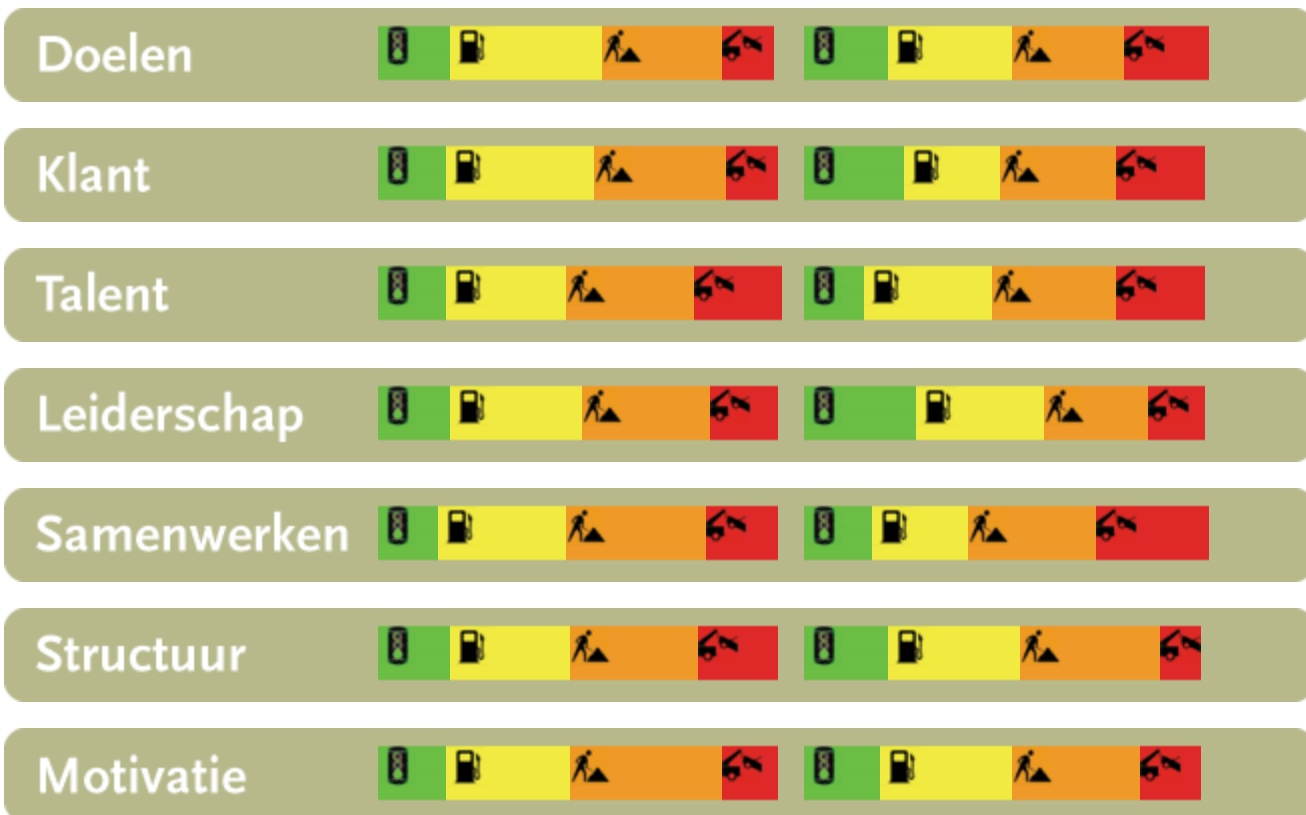 Doelen
Klant
Talent
Leiderschap
Samenwerken
Structuur
Motivatie